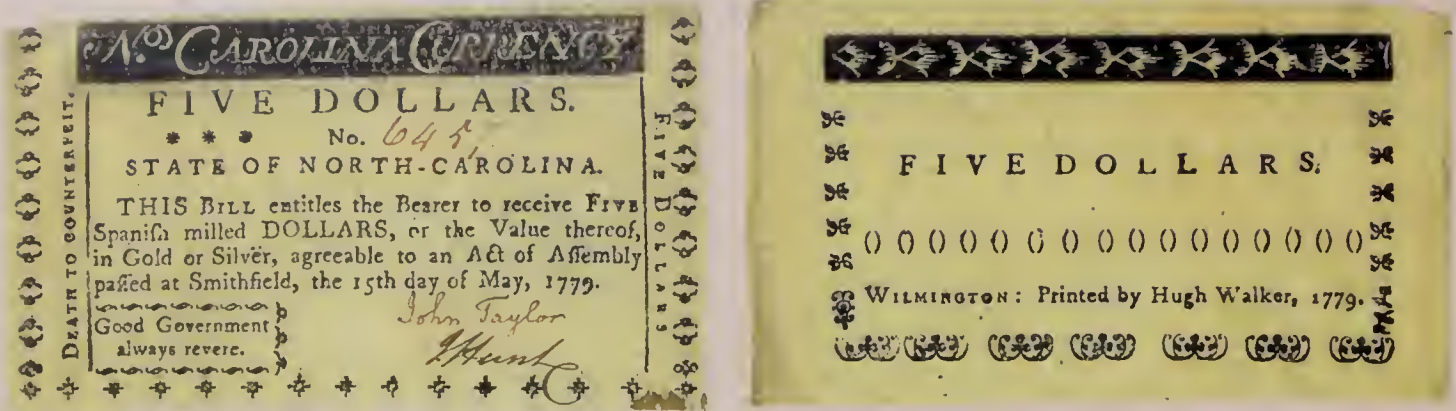 No. CAROLINA CURRENCY
FIVE DOLLARS.
* * * No. 645,
STATE OF NORTH-CAROLINA.
THIS BILL entitles the Bearer to receive FIVE
Spaniſh milled DOLLARS, or the Value thereof,
in Gold or Silver, agreeable to an Act of Aſſembly
paſſed at Smithfield, the 15th day of May, 1779.
Good Government
always revere.
John Taylor
J Hunt
DEATH TO COUNTERFEIT.
FIVE DOLLARS
FIVE DOLLARS.
() () () () () () () () () () () () () () () ()
WILMINGTON: Printed by Hugh Walker, 1779.